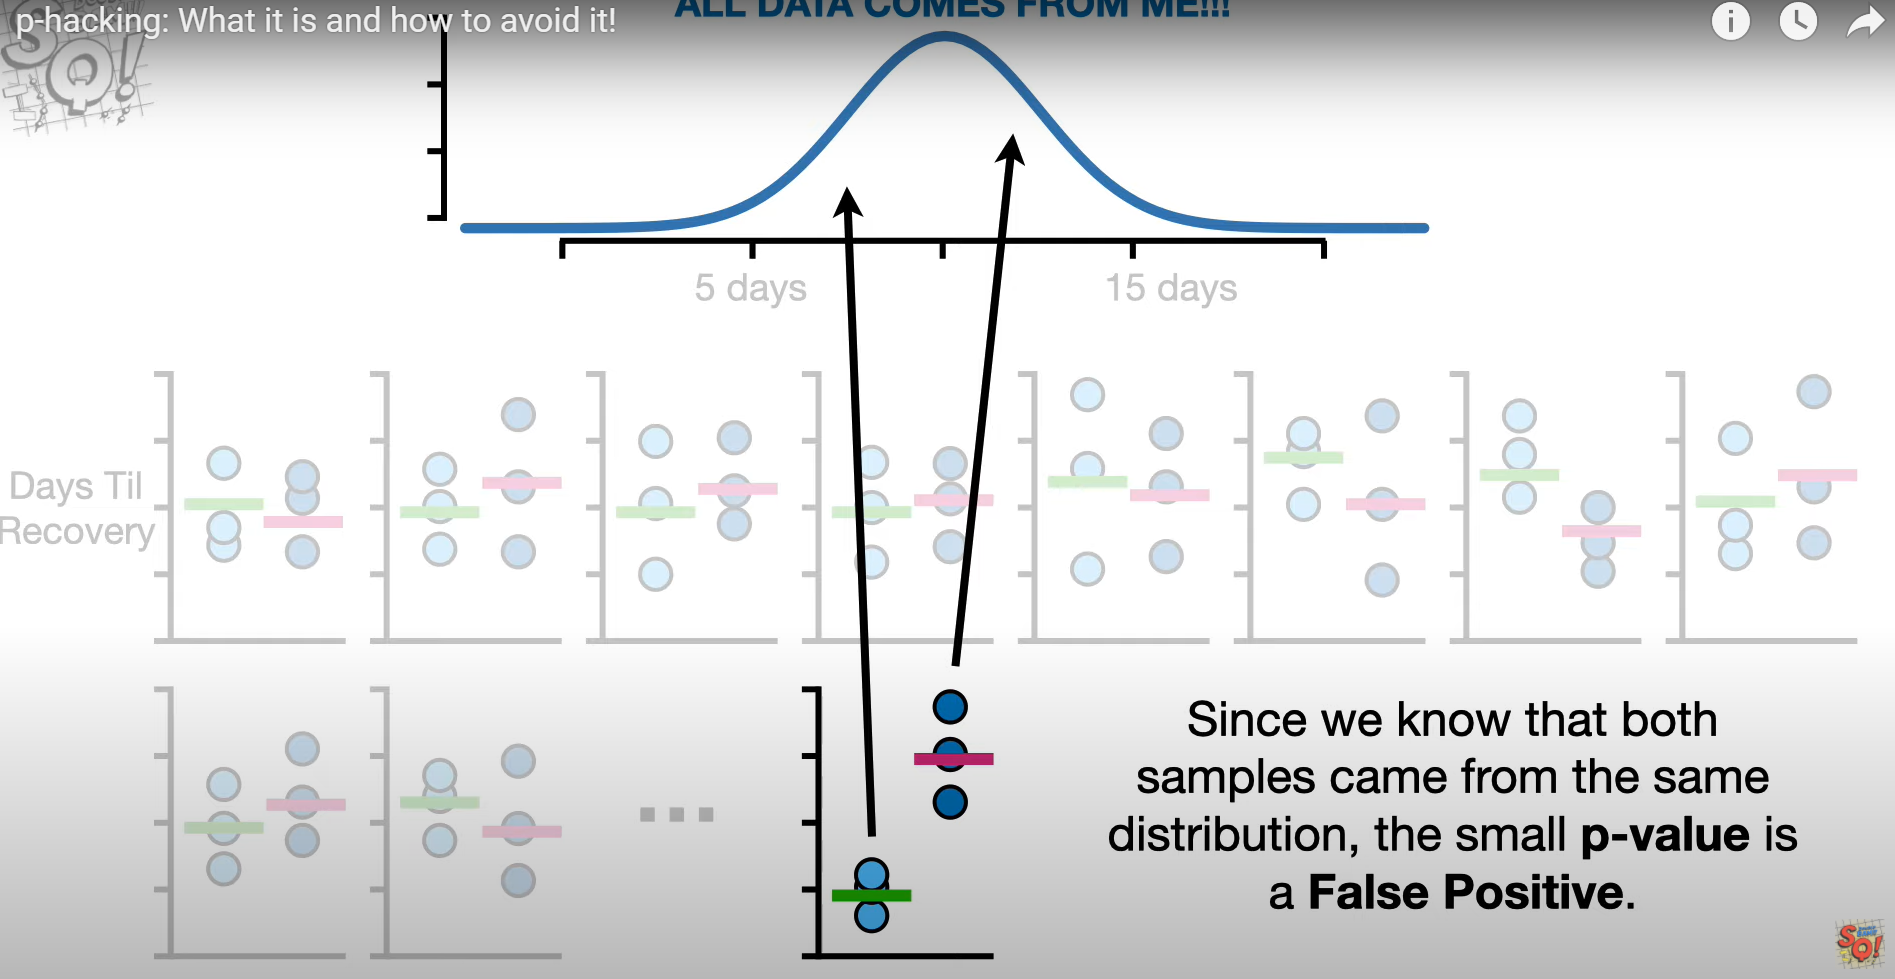 ALL DATA COMES FROM ME!!!
p-hacking: What it is and how to avoid it!
SQ!
5 days 15 days
Days Til
Recovery
...
Since we know that both
samples came from the same
distribution, the small p-value is
a False Positive.
SQ!